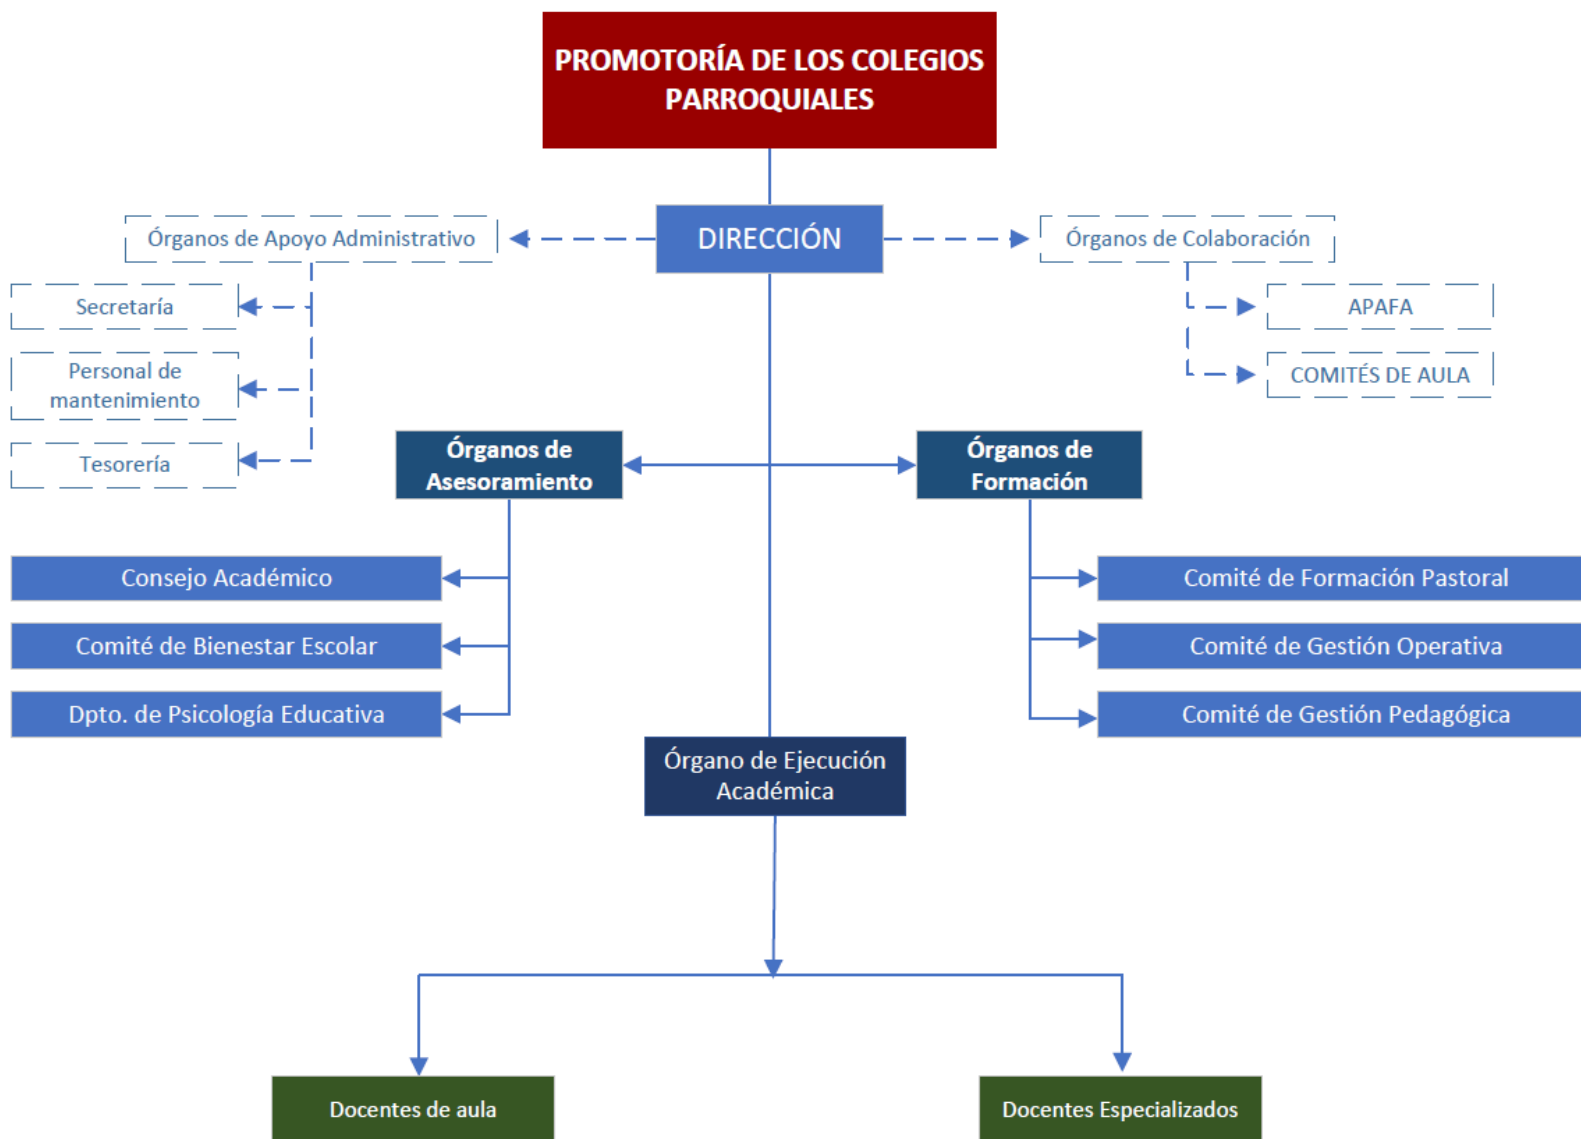 PROMOTORÍA DE LOS COLEGIOS
PARROQUIALES
Órganos de Apoyo Administrativo
DIRECCIÓN
Órganos de Colaboración
Secretaría
APAFA
Personal de
mantenimiento
COMITÉS DE AULA
Tesorería
Órganos de
Asesoramiento
Órganos de
Formación
Consejo Académico
Comité de Formación Pastoral
Comité de Bienestar Escolar
Comité de Gestión Operativa
Dpto. de Psicología Educativa
Comité de Gestión Pedagógica
Órgano de Ejecución
Académica
Docentes de aula
Docentes Especializados